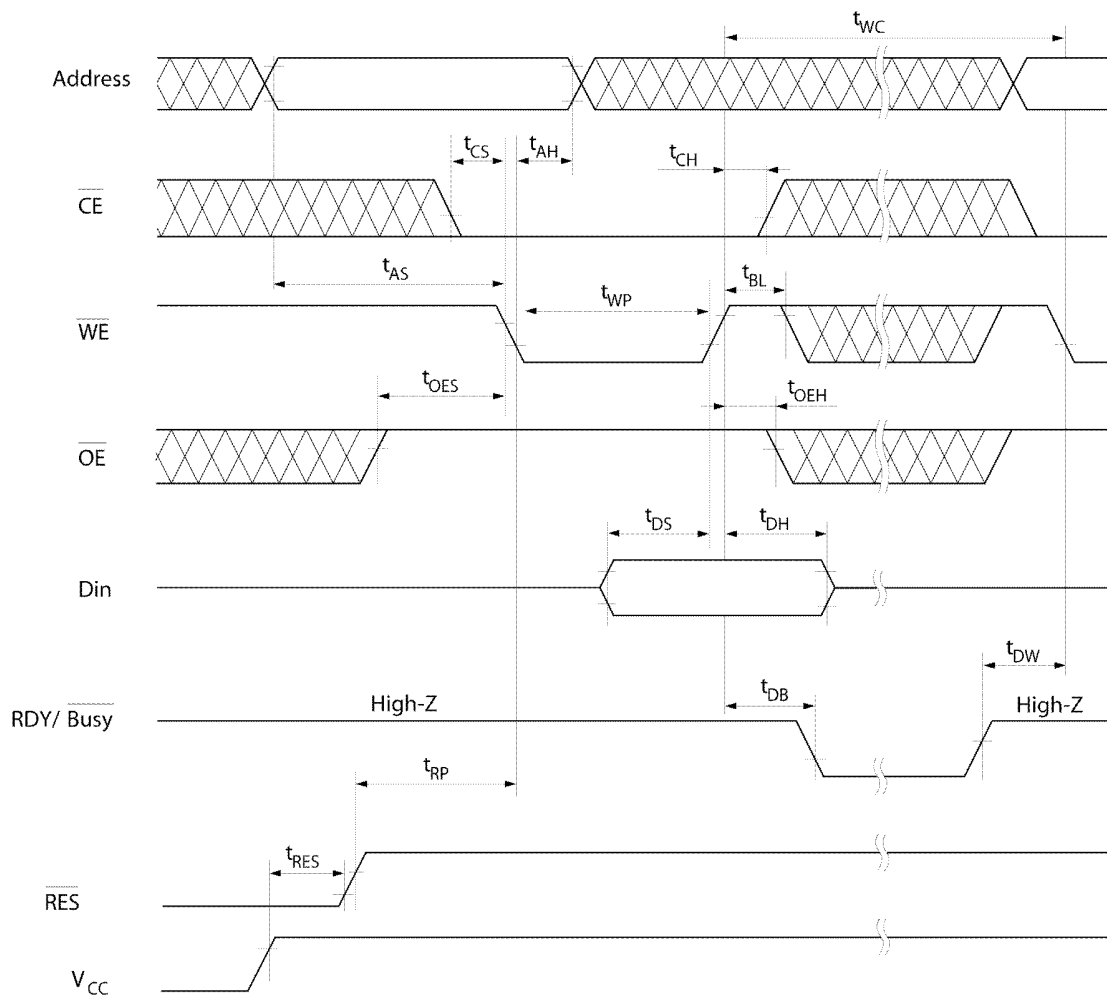 tWC
Address
tCS
tAH
tCH
CE
tAS
tWP
tBL
WE
tOES
tOEH
OE
tDS
tDH
Din
tDW
tDB
High-Z
High-Z
RDY/ Busy
tRP
tRES
RES
VCC